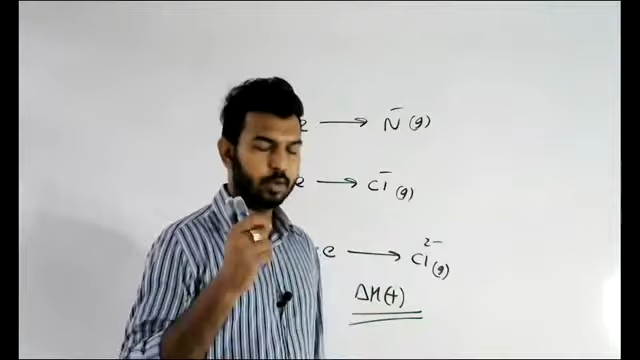 e ⟶ N⁻ (g)
e ⟶ Cl⁻ (g)
e ⟶ Cl²⁻ (g)
ΔH(+)